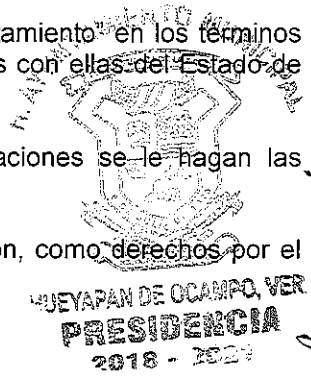 amiento" en los términos
s con ellas del Estado de
aciones se le hagan las
ón, como derechos por el
HUEYAPAN DE OCAMPO, VER
PRESIDENCIA
2018 -